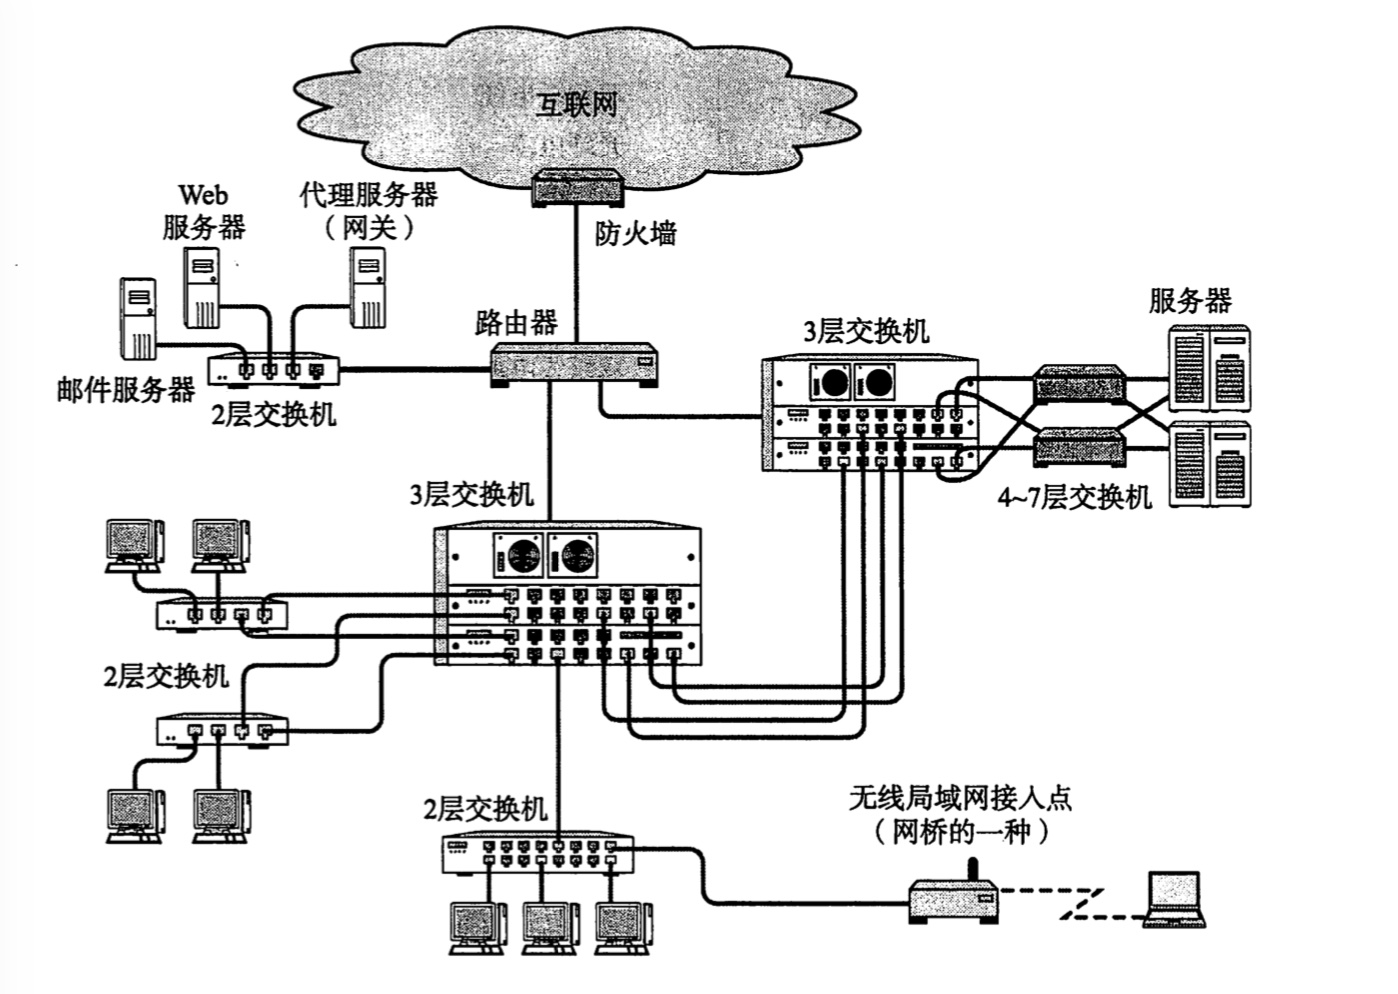 互联网
Web
服务器
代理服务器
（网关）
防火墙
邮件服务器
2层交换机
路由器
3层交换机
服务器
4~7层交换机
3层交换机
2层交换机
2层交换机
无线局域网接入点
（网桥的一种）